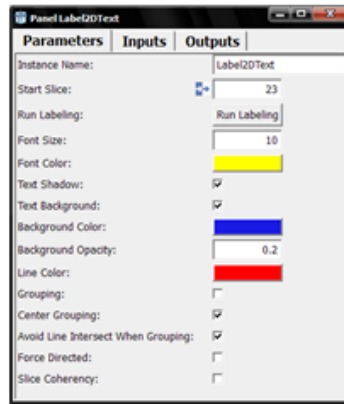 Panel Label2DText
Parameters Inputs Outputs
Instance Name: Label2DText
Start Slice: 23
Run Labeling: Run Labeling
Font Size: 10
Font Color:
Text Shadow:
Text Background:
Background Color:
Background Opacity: 0.2
Line Color:
Grouping:
Center Grouping:
Avoid Line Intersect When Grouping:
Force Directed:
Slice Coherency: